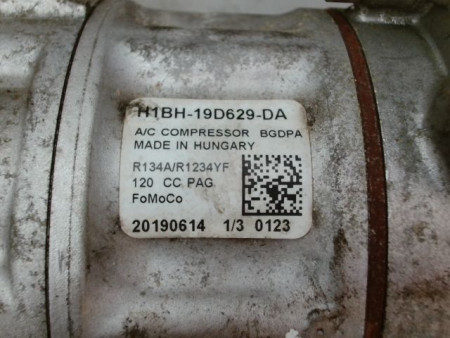 H1BH-19D629-DA
A/C COMPRESSOR BGDPA
MADE IN HUNGARY
R134A/R1234YF
120 CC PAG
FoMoCo
20190614 1/3 0123